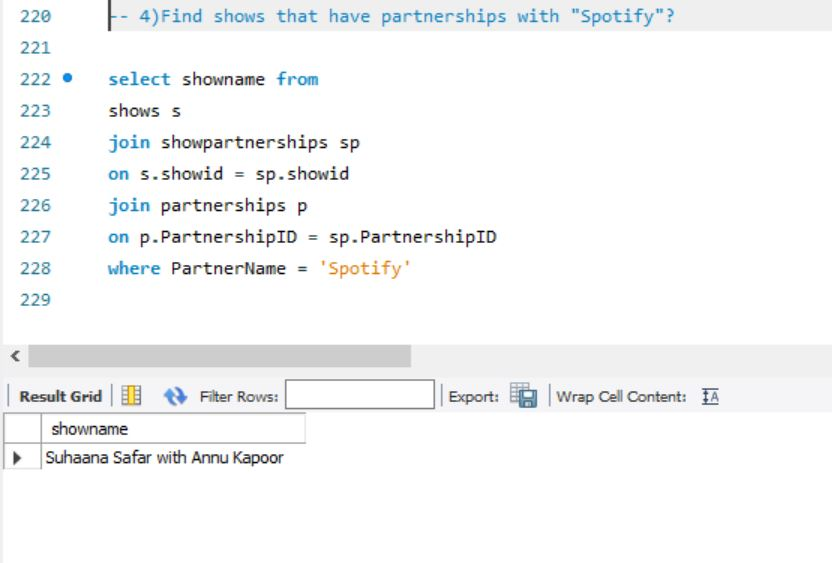 220 -- 4)Find shows that have partnerships with "Spotify"?
221
222 select showname from
223 shows s
224 join showpartnerships sp
225 on s.showid = sp.showid
226 join partnerships p
227 on p.PartnershipID = sp.PartnershipID
228 where PartnerName = 'Spotify'
229
Result Grid Filter Rows: Export: Wrap Cell Content:
showname
Suhaana Safar with Annu Kapoor